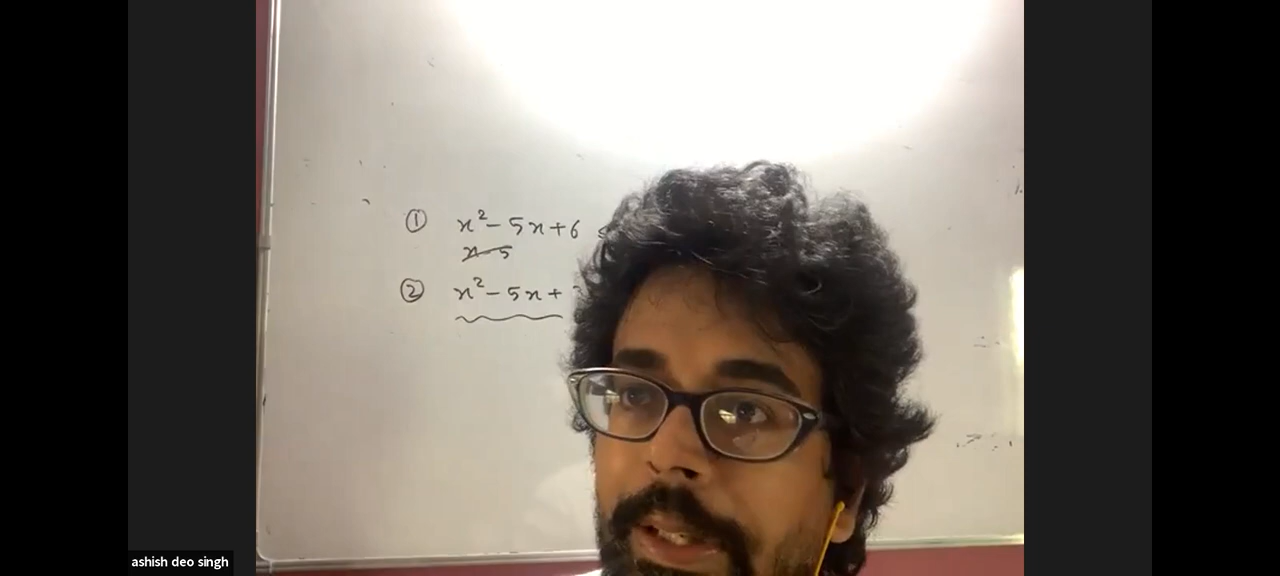 ① x² - 5x + 6 ≤
x - 5
② x² - 5x +
ashish deo singh